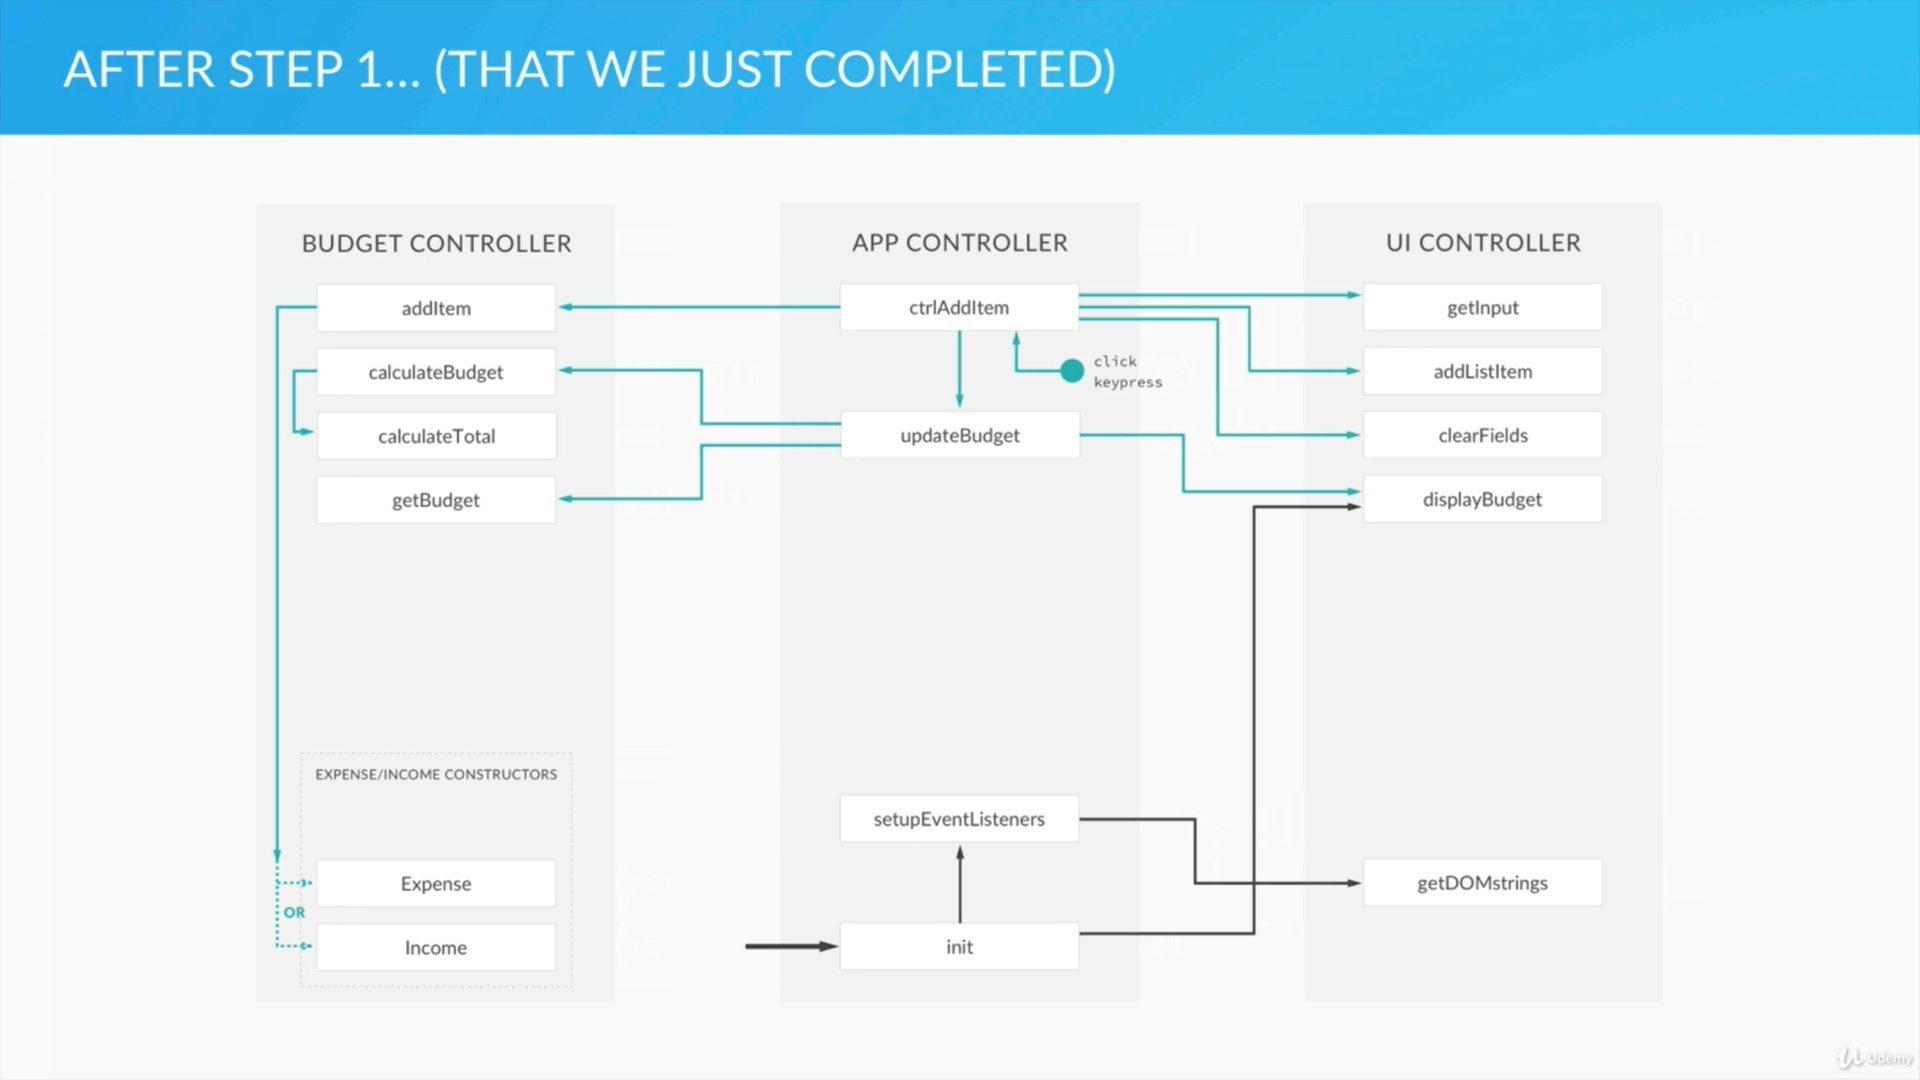 AFTER STEP 1... (THAT WE JUST COMPLETED)
BUDGET CONTROLLER
addItem
calculateBudget
calculateTotal
getBudget
EXPENSE/INCOME CONSTRUCTORS
Expense
OR
Income
APP CONTROLLER
ctrlAddItem
click
keypress
updateBudget
setupEventListeners
init
UI CONTROLLER
getInput
addListItem
clearFields
displayBudget
getDOMstrings
Udemy